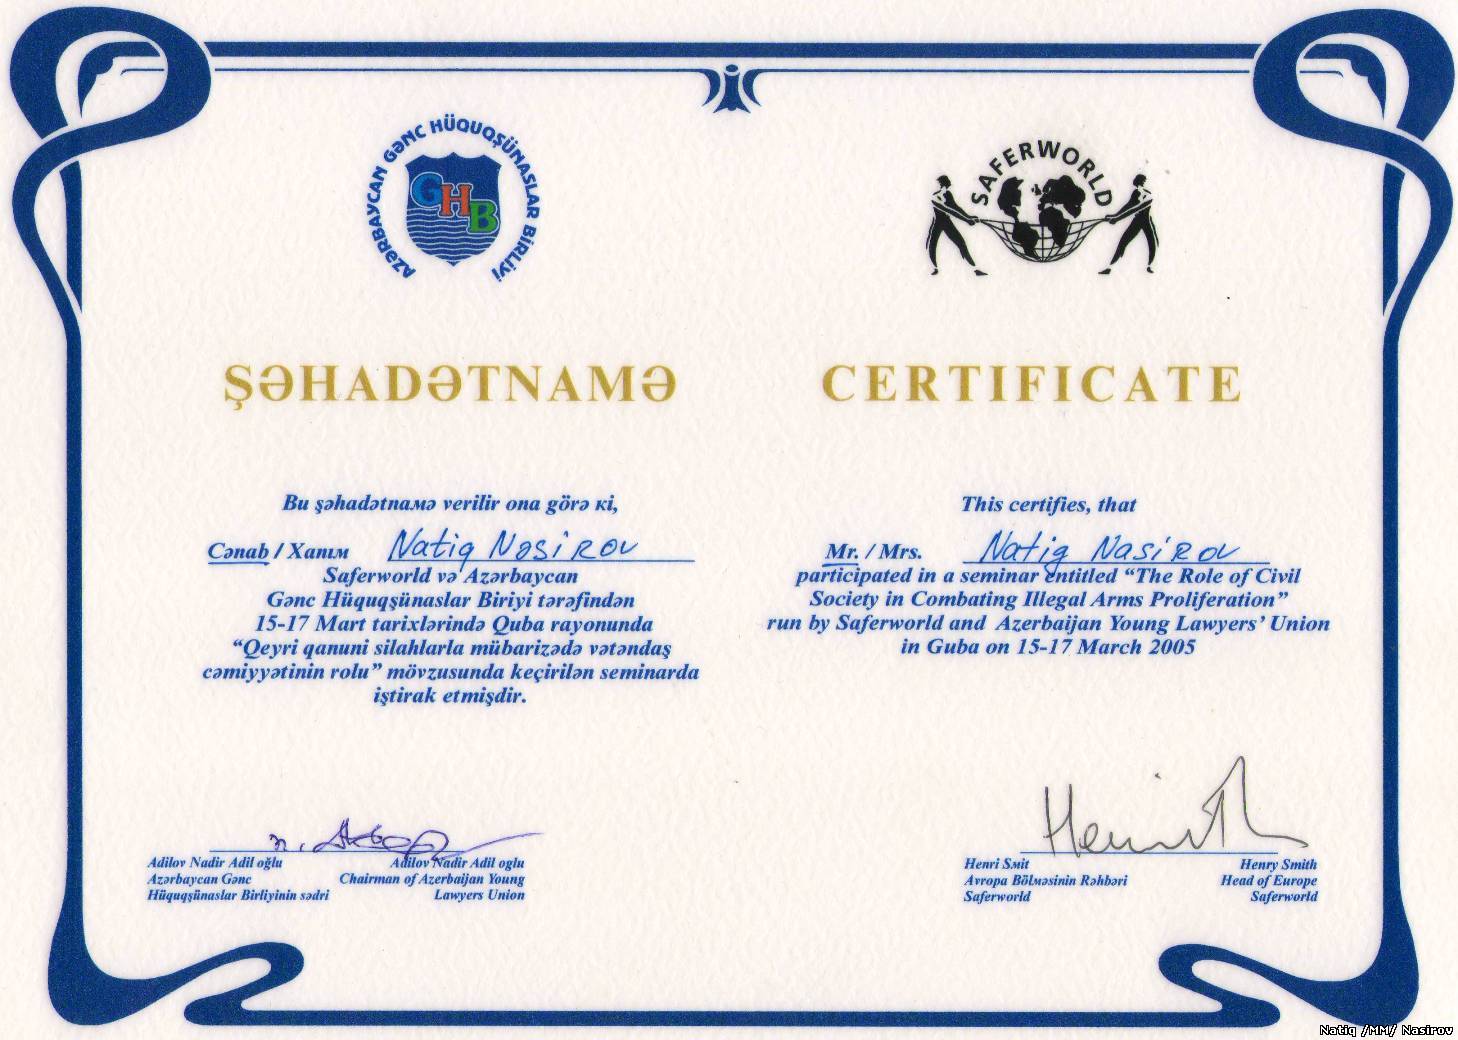 AZƏRBAYCAN GƏNC HÜQUQŞÜNASLAR BİRLİYİ
GHB
SAFERWORLD
ŞƏHADƏTNAMƏ
Bu şəhadətnamə verilir ona görə ki,
Cənab / Xanım Natiq Nəsirov
Saferworld və Azərbaycan
Gənc Hüquqşünaslar Biriyi tərəfindən
15-17 Mart tarixlərində Quba rayonunda
“Qeyri qanuni silahlarla mübarizədə vətəndaş
cəmiyyətinin rolu” mövzusunda keçirilən seminarda
iştirak etmişdir.
Adilov Nadir Adil oğlu
Azərbaycan Gənc
Hüquqşünaslar Birliyinin sədri
Adilov Nadir Adil oglu
Chairman of Azerbaijan Young
Lawyers Union
CERTIFICATE
This certifies, that
Mr. / Mrs. Natig Nasirov
participated in a seminar entitled “The Role of Civil
Society in Combating Illegal Arms Proliferation”
run by Saferworld and Azerbaijan Young Lawyers’ Union
in Guba on 15-17 March 2005
Henri Smit
Avropa Bölməsinin Rəhbəri
Saferworld
Henry Smith
Head of Europe
Saferworld
Natiq /MM/ Nasirov